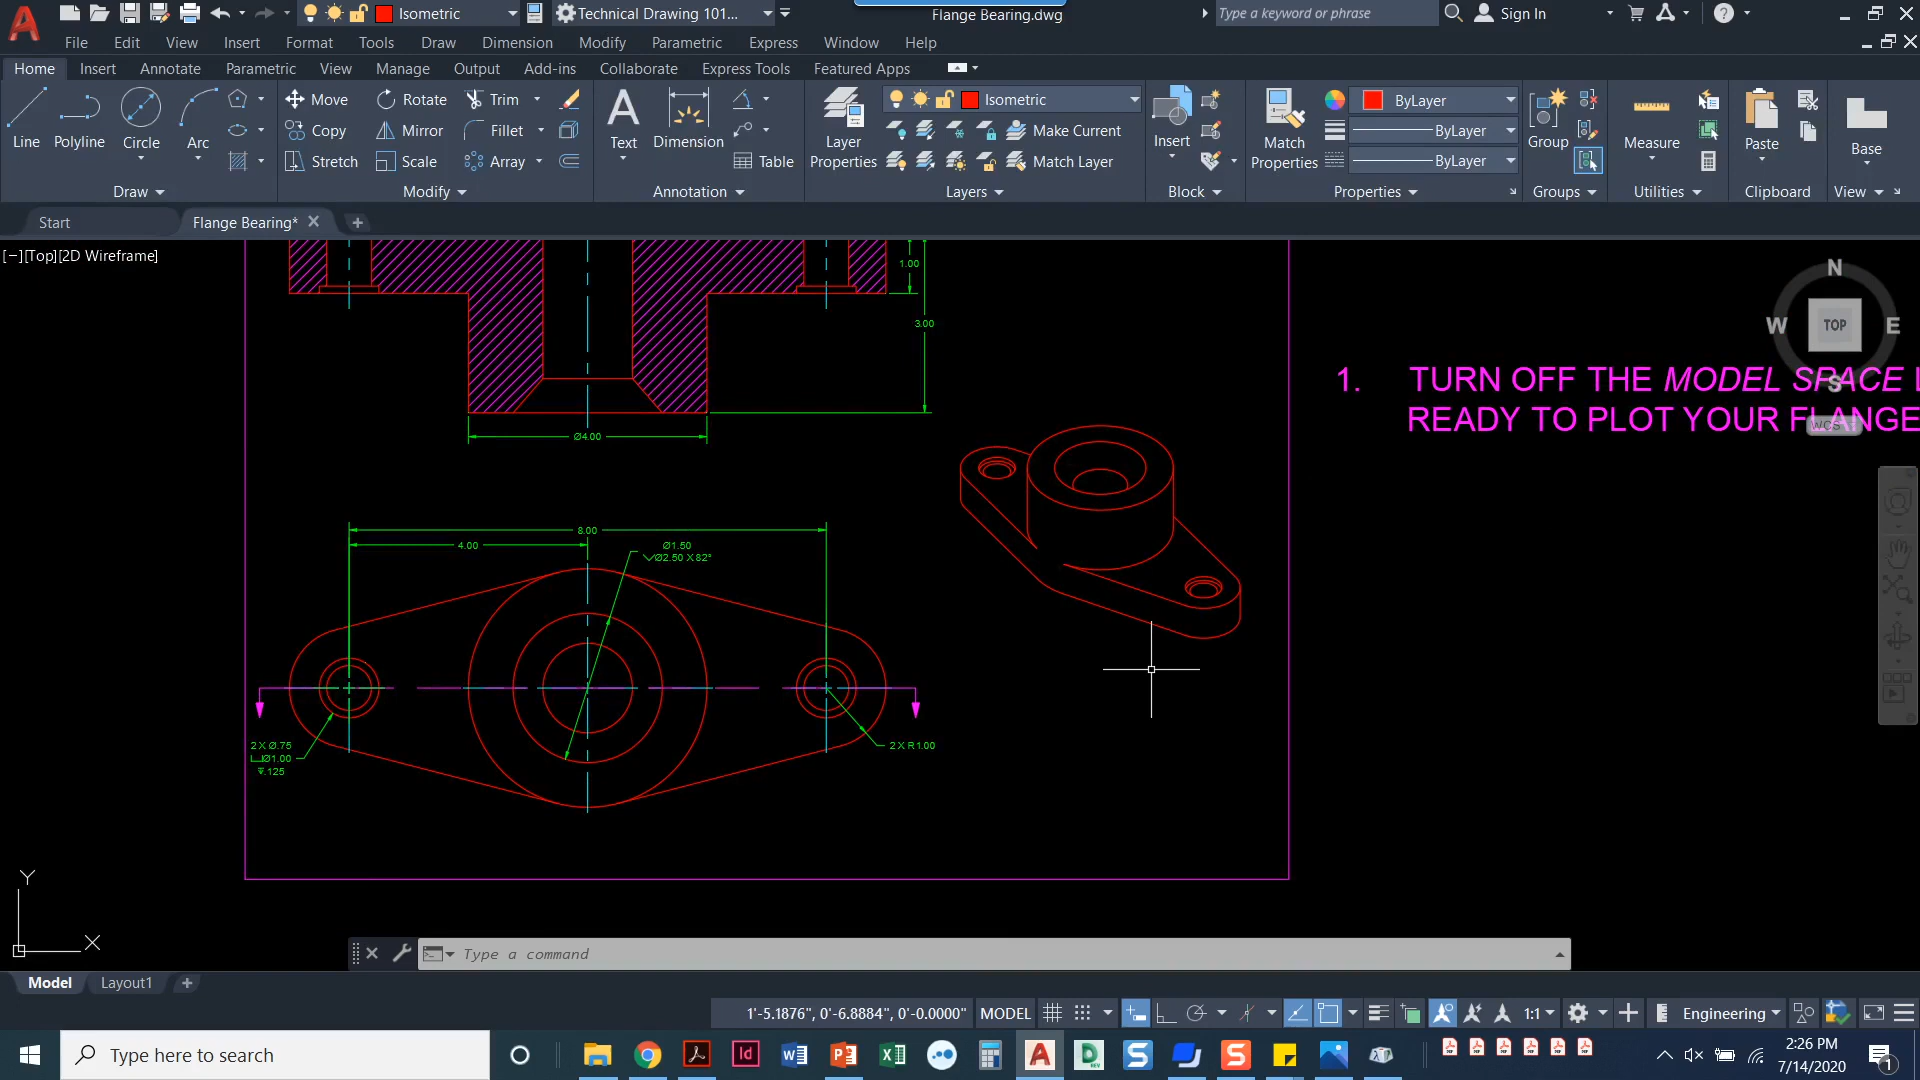 Isometric
Technical Drawing 101...
Flange Bearing.dwg
Type a keyword or phrase
Sign In
File Edit View Insert Format Tools Draw Dimension Modify Parametric Express Window Help
Home Insert Annotate Parametric View Manage Output Add-ins Collaborate Express Tools Featured Apps
Line
Polyline
Circle
Arc
Draw
Move Rotate Trim
Copy Mirror Fillet
Stretch Scale Array
Modify
Text
Dimension
Table
Annotation
Layer
Properties
Isometric
Make Current
Match Layer
Layers
Insert
Block
Match
Properties
ByLayer
ByLayer
ByLayer
Properties
Group
Groups
Measure
Utilities
Paste
Clipboard
Base
View
Start
Flange Bearing*
[−][Top][2D Wireframe]
1.00
3.00
Ø4.00
8.00
4.00
Ø1.50
Ø2.50 X 82°
2 X Ø.75
Ø1.00
.125
2 X R1.00
1. TURN OFF THE MODEL SPACE L
READY TO PLOT YOUR FLANGE
N
W TOP E
S
WCS
Y
X
Type a command
Model
Layout1
1'-5.1876", 0'-6.8884", 0'-0.0000"
MODEL
1:1
Engineering
Type here to search
2:26 PM
7/14/2020
1